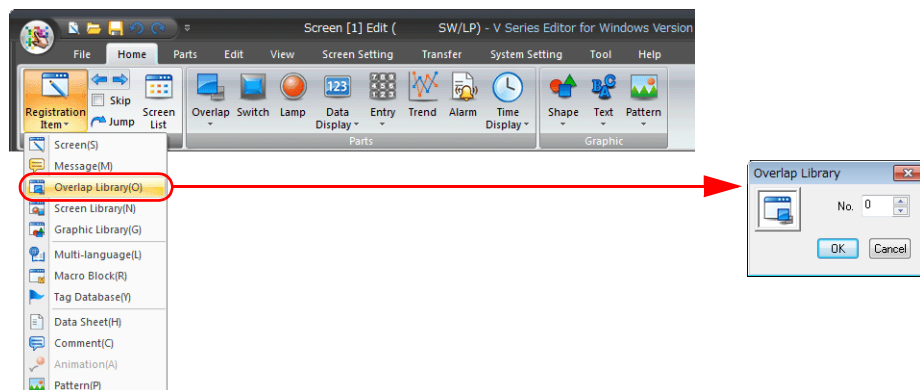 Screen [1] Edit ( SW/LP) - V Series Editor for Windows Version
File Home Parts Edit View Screen Setting Transfer System Setting Tool Help
Registration Item
Skip
Jump
Screen List
Overlap Switch Lamp Data Display Entry Trend Alarm Time Display
Shape Text Pattern
Parts Graphic
Screen(S)
Message(M)
Overlap Library(O)
Screen Library(N)
Graphic Library(G)
Multi-language(L)
Macro Block(R)
Tag Database(Y)
Data Sheet(H)
Comment(C)
Animation(A)
Pattern(P)
Overlap Library
No. 0
OK Cancel